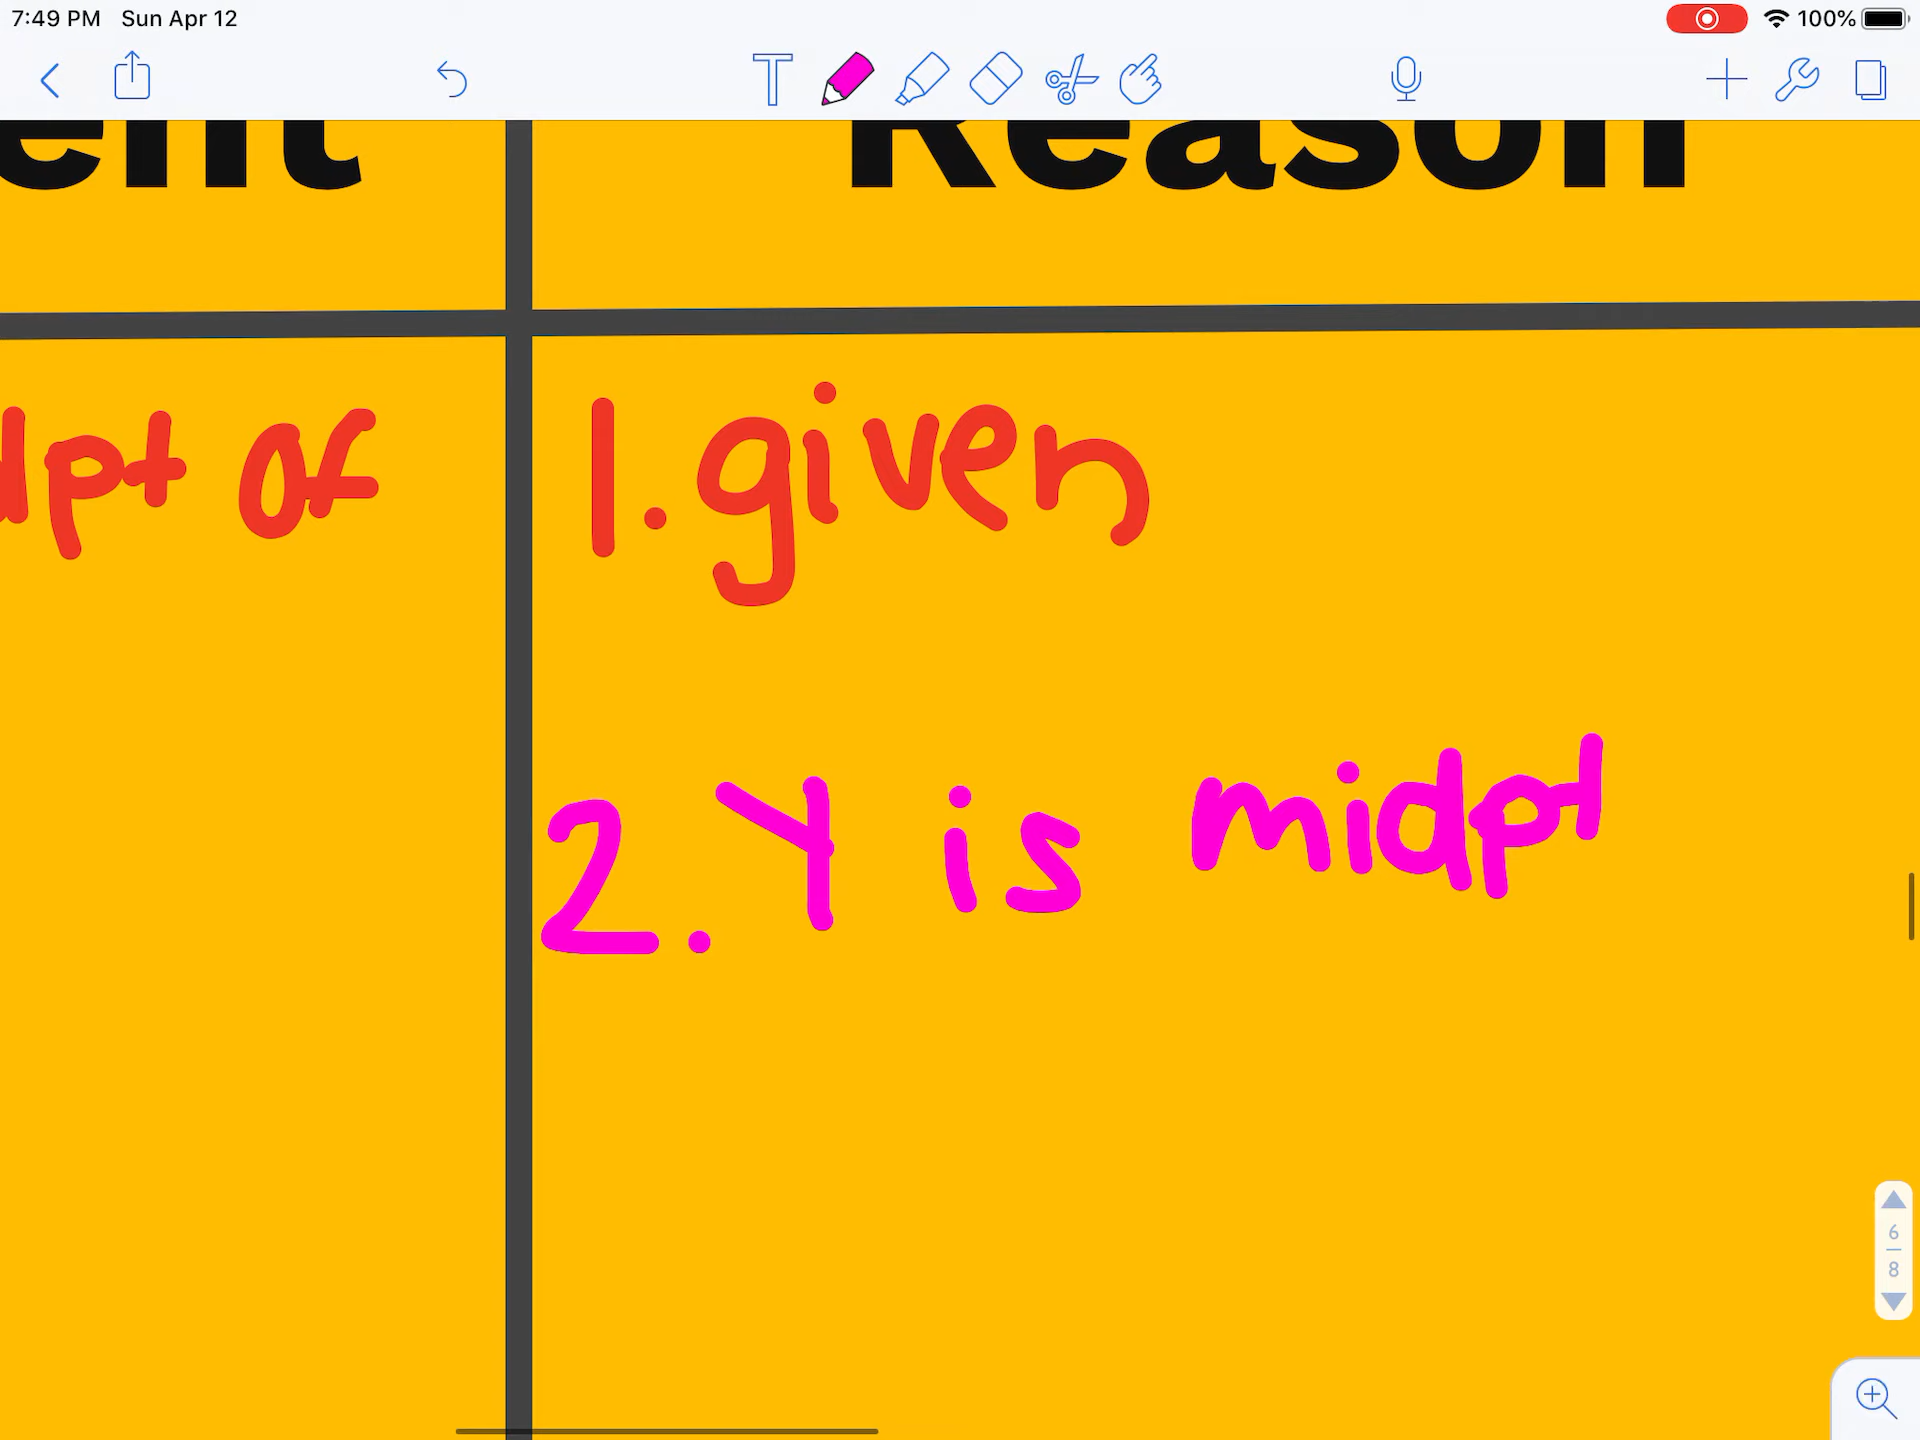 7:49 PM Sun Apr 12
100%
T
ent Reason
dpt of 1. given
2. Y is midpt
6
8